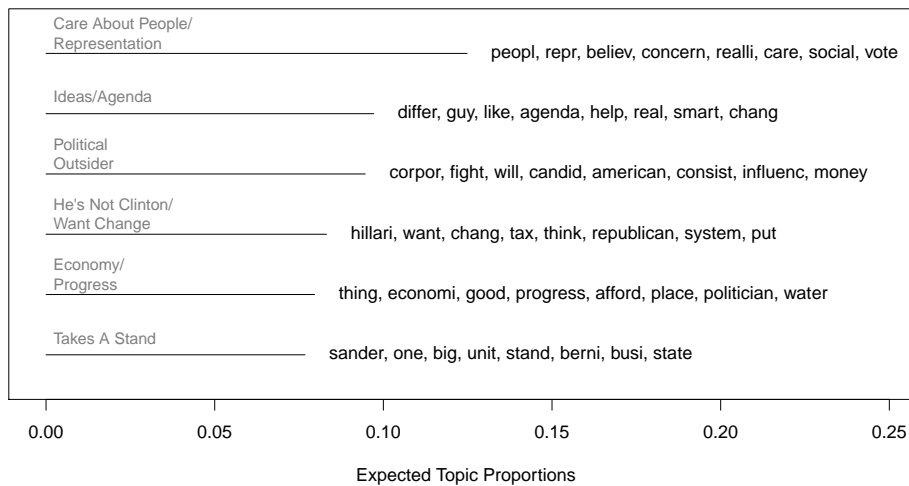 Care About People/
Representation
peopl, repr, believ, concern, realli, care, social, vote
Ideas/Agenda
differ, guy, like, agenda, help, real, smart, chang
Political
Outsider
corpor, fight, will, candid, american, consist, influenc, money
He's Not Clinton/
Want Change
hillari, want, chang, tax, think, republican, system, put
Economy/
Progress
thing, economi, good, progress, afford, place, politician, water
Takes A Stand
sander, one, big, unit, stand, berni, busi, state
0.00 0.05 0.10 0.15 0.20 0.25
Expected Topic Proportions